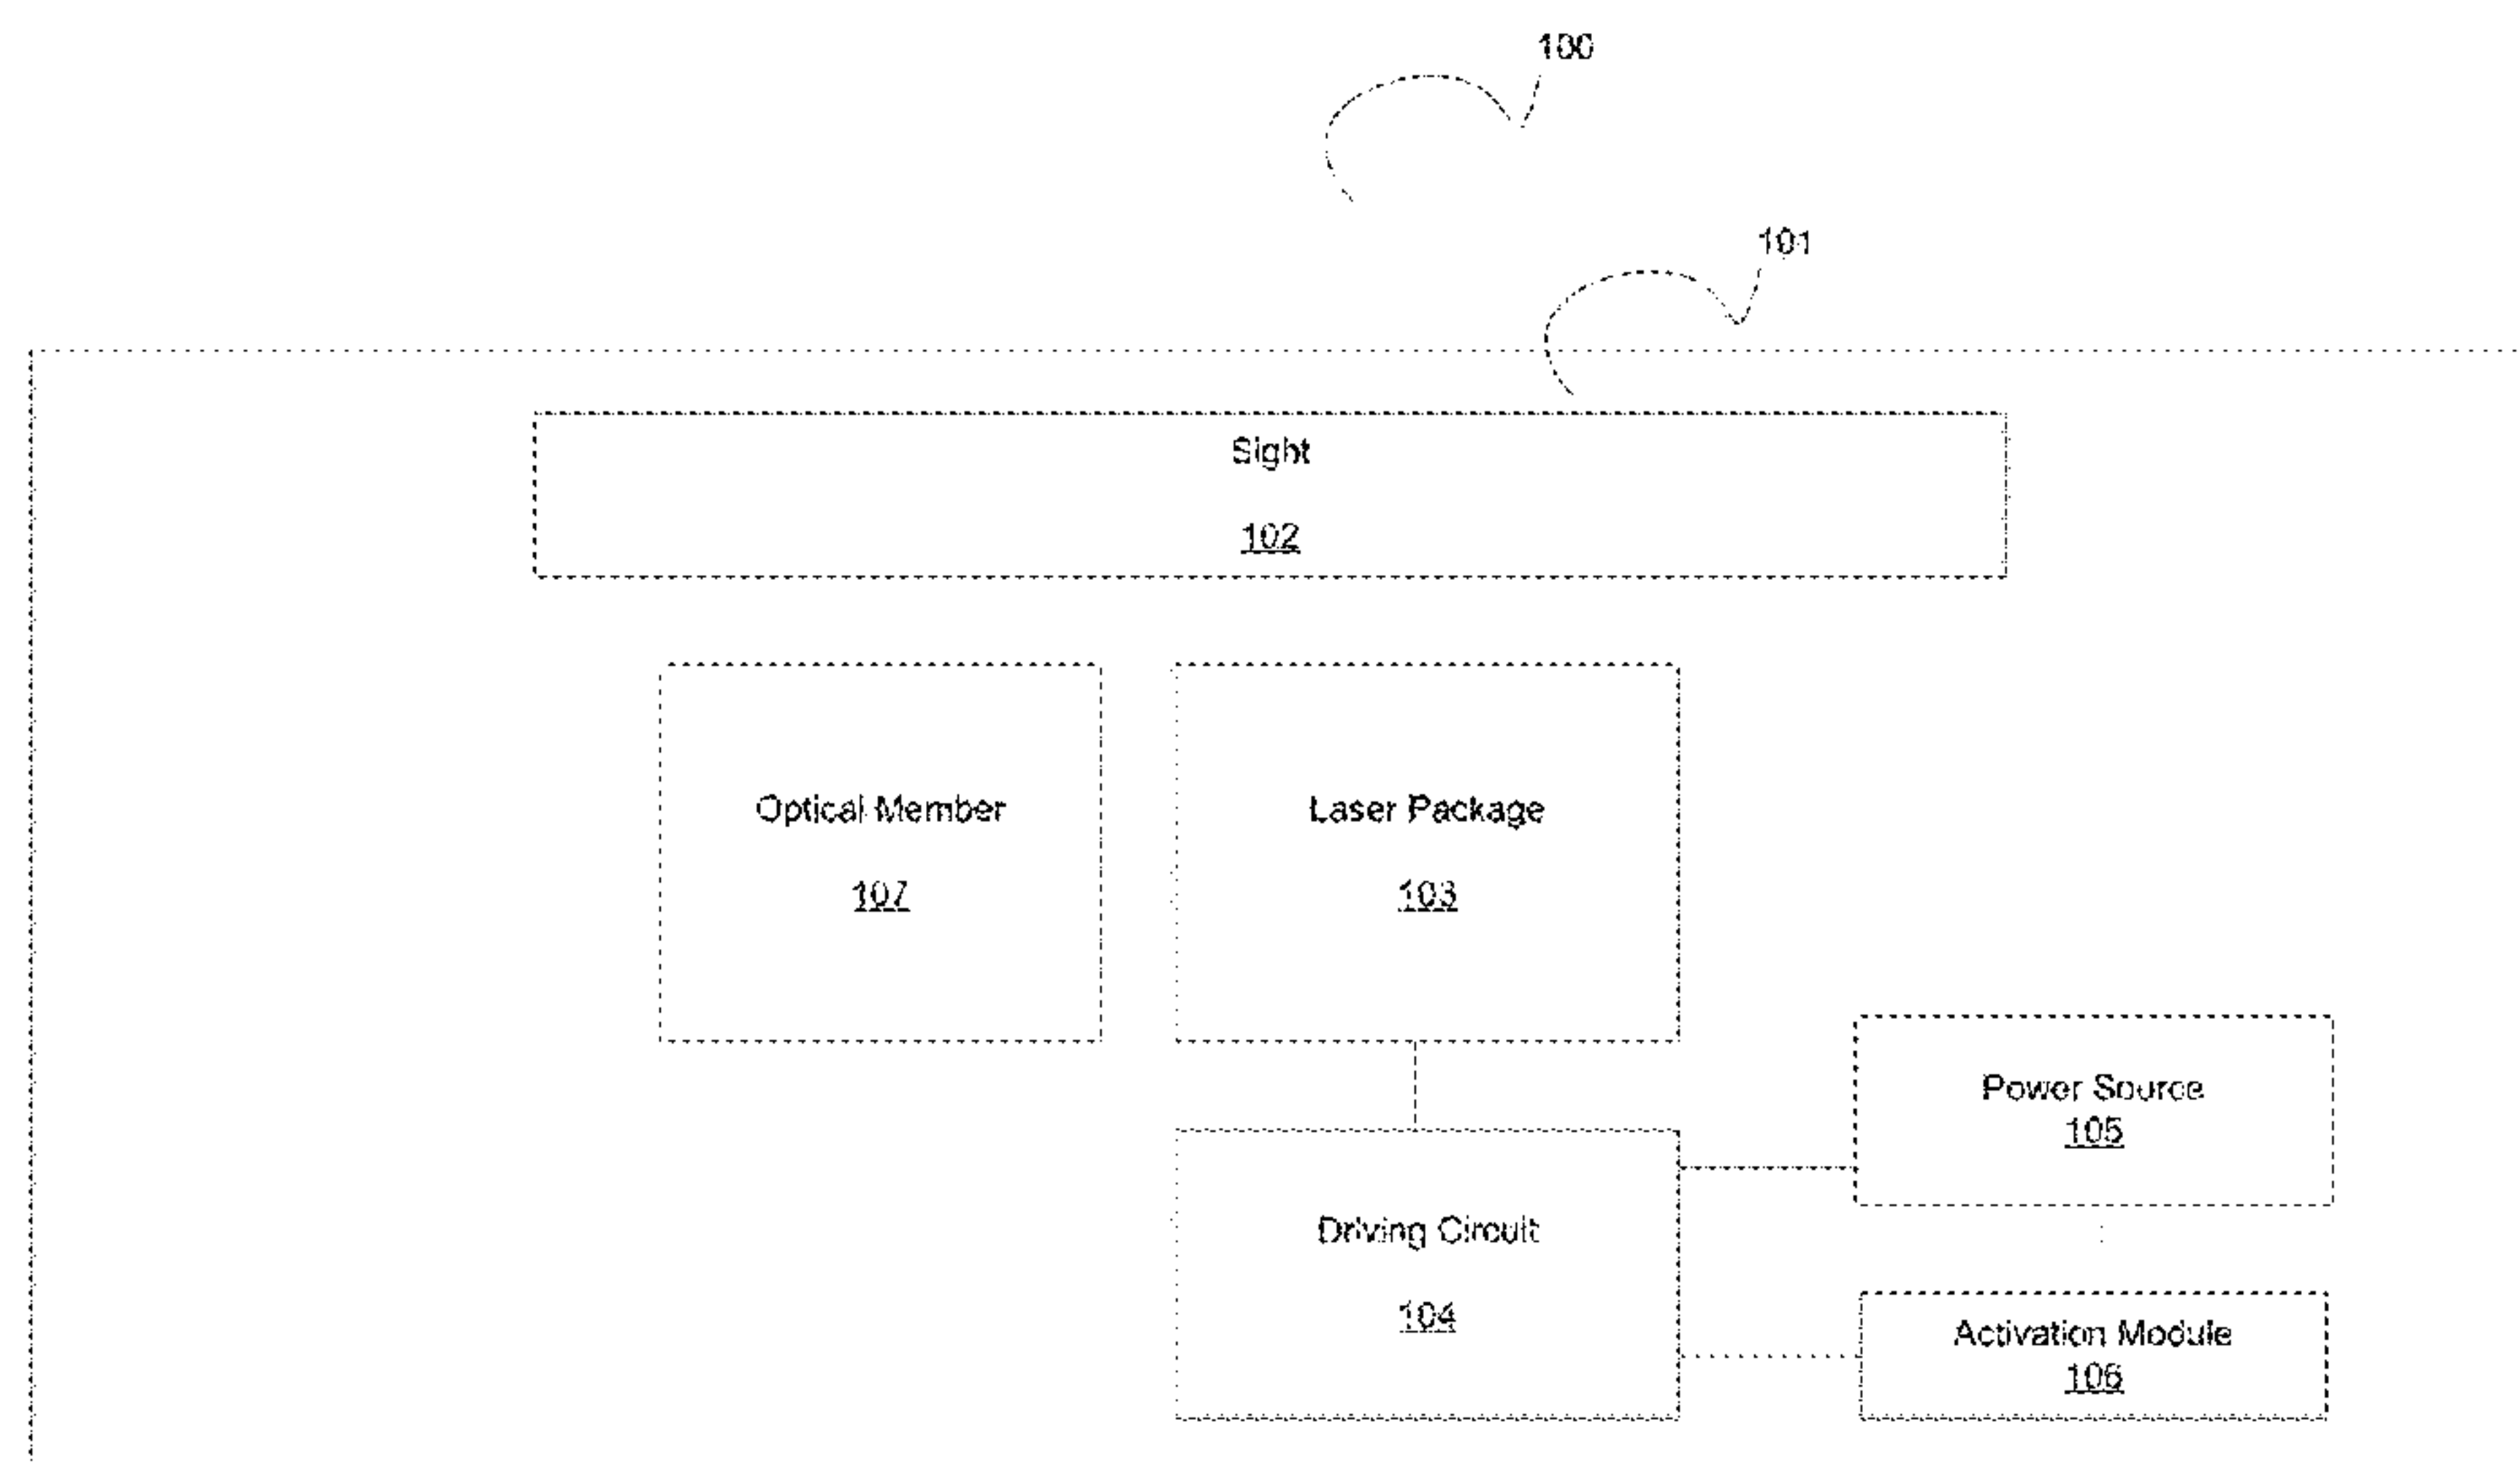 100
101
Sight
102
Optical Member
107
Laser Package
103
Power Source
105
Driving Circuit
104
Activation Module
106